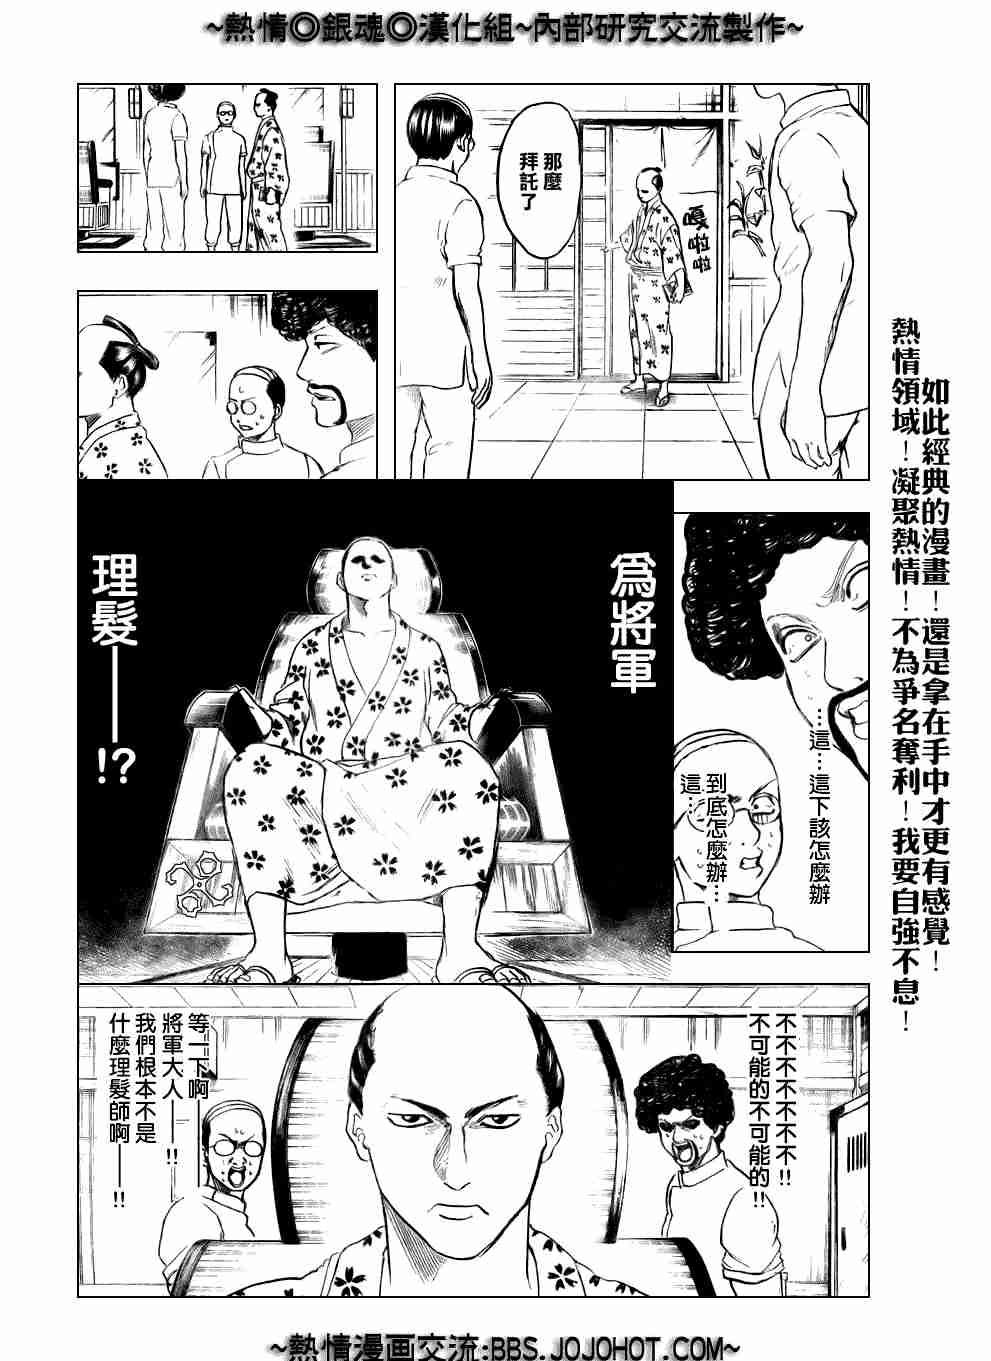 ~熱情◎銀魂◎漢化組~內部研究交流製作~
那麼
拜託了
嘎啦啦
…這…這下該怎麼辦
到底怎麼辦…
這…
為將軍
理髮——!?
不不不不不不不!!
不可能的不可能的!!
等一下啊——
將軍大人——!!
我們根本不是
什麼理髮師啊——!!
如此經典的漫畫！還是拿在手中才更有感覺！
熱情領域！凝聚熱情！不為爭名奪利！我要自強不息！
~熱情漫画交流:BBS.JOJOHOT.COM~